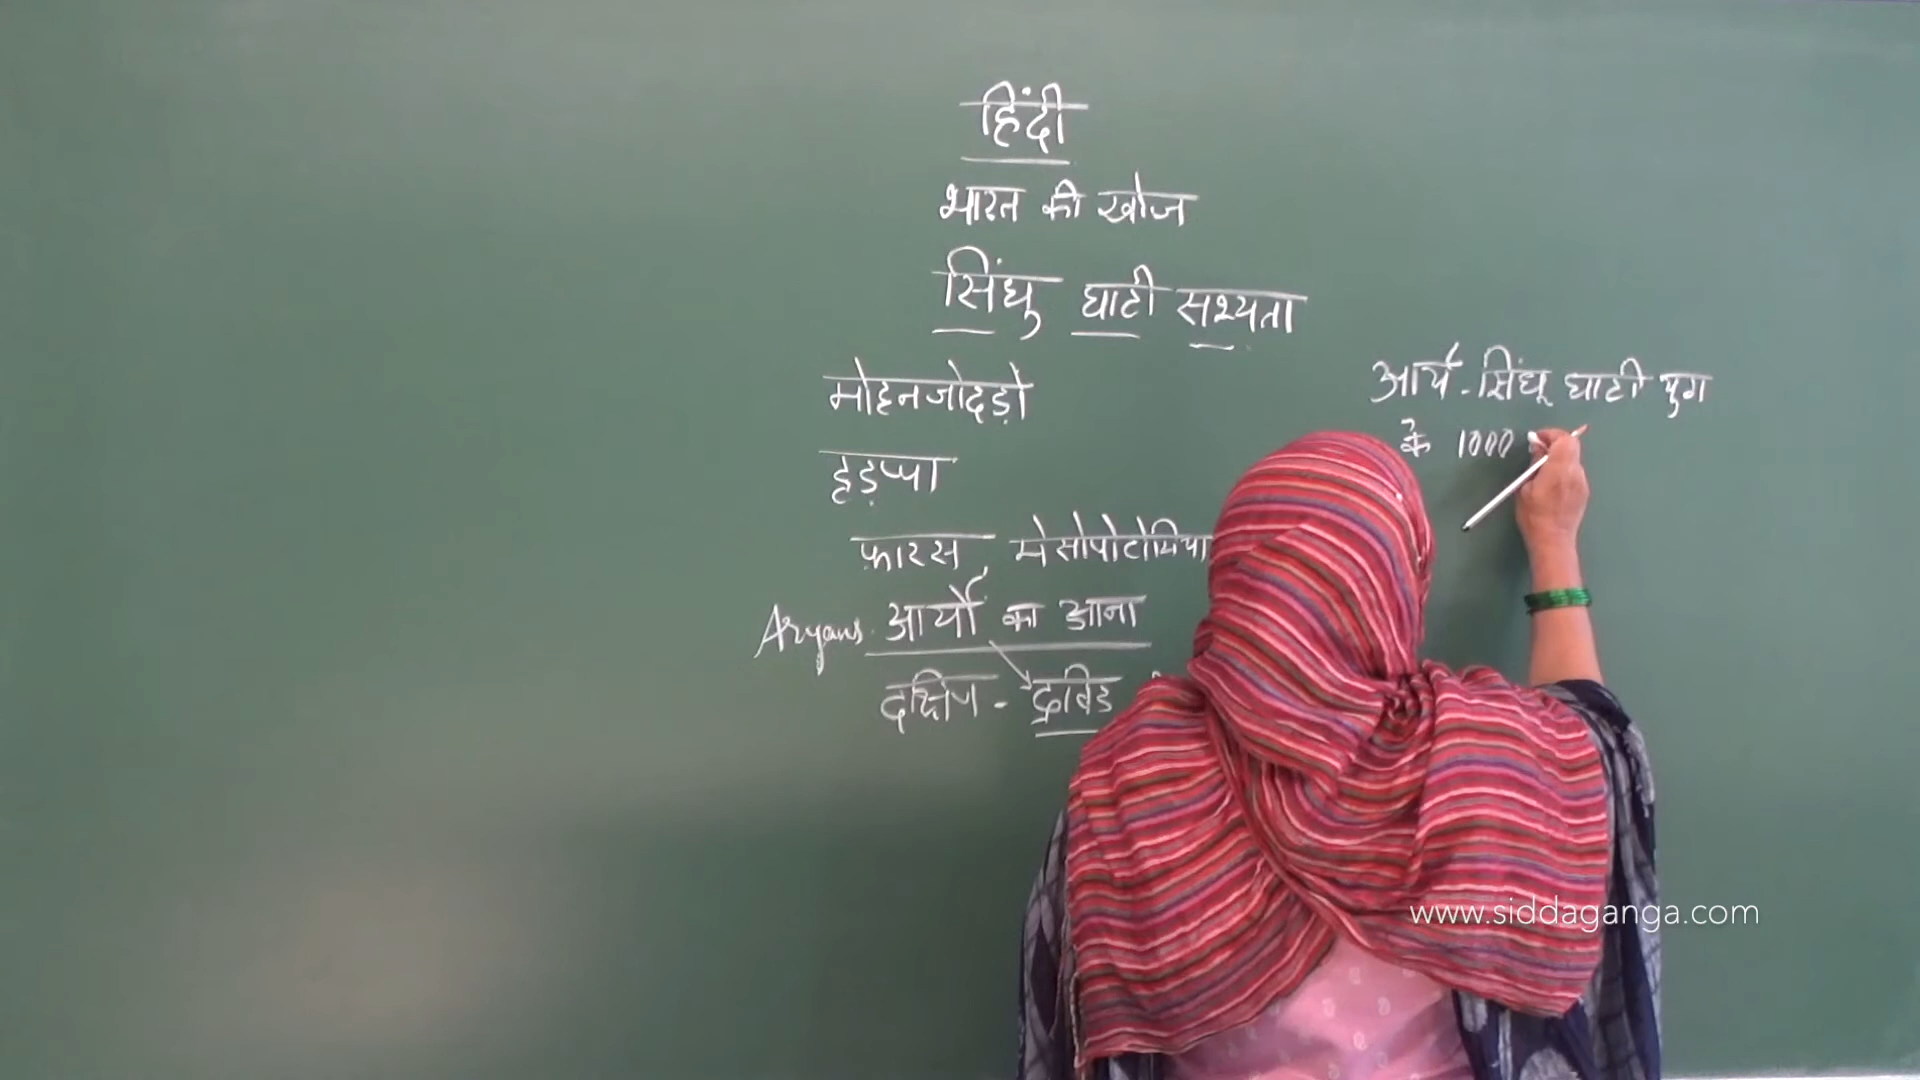 हिंदी
भारत की खोज
सिंधु घाटी सभ्यता
मोहनजोदड़ो
हड़प्पा
फ़ारस, मेसोपोटोमिया
Aryans. आर्यों का आना
दक्षिण - द्रविड
आर्य - सिंधू घाटी युग
के 1000
www.siddaganga.com